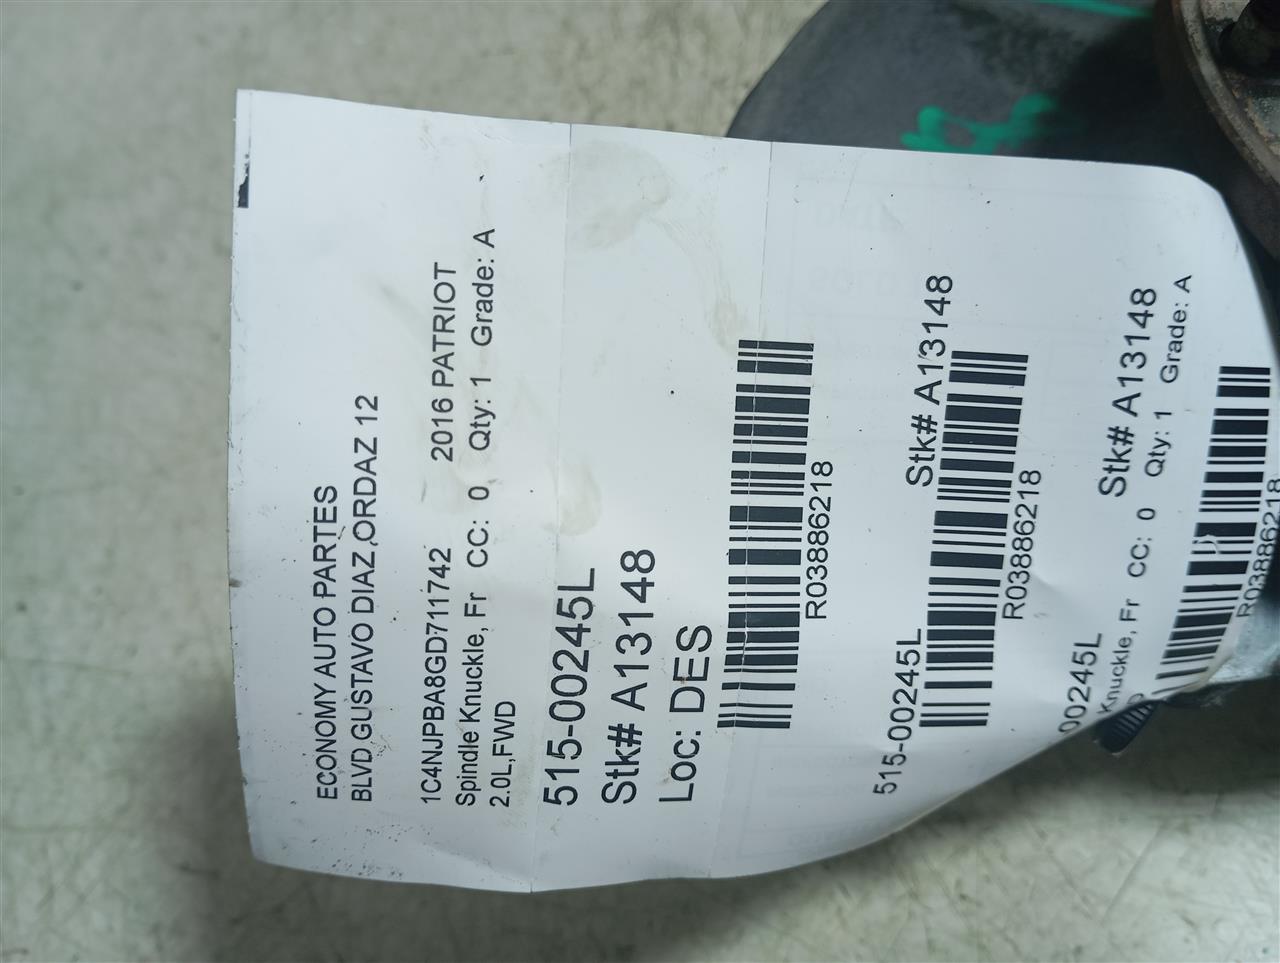 ECONOMY AUTO PARTES
BLVD GUSTAVO DIAZ,ORDAZ 12
1C4NJPBA8GD711742 2016 PATRIOT
Spindle Knuckle, Fr CC: 0 Qty: 1 Grade: A
2.0L,FWD
515-00245L
Stk# A13148
Loc: DES
R03886218
515-00245L Stk# A13148
R03886218
00245L Stk# A13148
Knuckle, Fr CC: 0 Qty: 1 Grade: A
R03886218